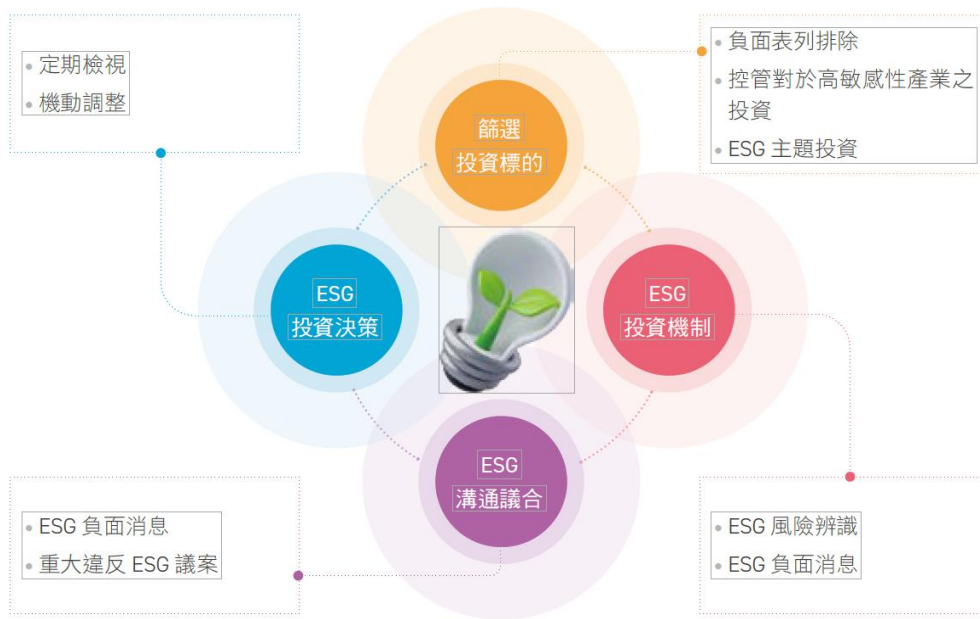 定期檢視
機動調整
負面表列排除
控管對於高敏感性產業之
投資
ESG 主題投資
篩選
投資標的
ESG
投資決策
ESG
投資機制
ESG
溝通議合
ESG 負面消息
重大違反 ESG 議案
ESG 風險辨識
ESG 負面消息